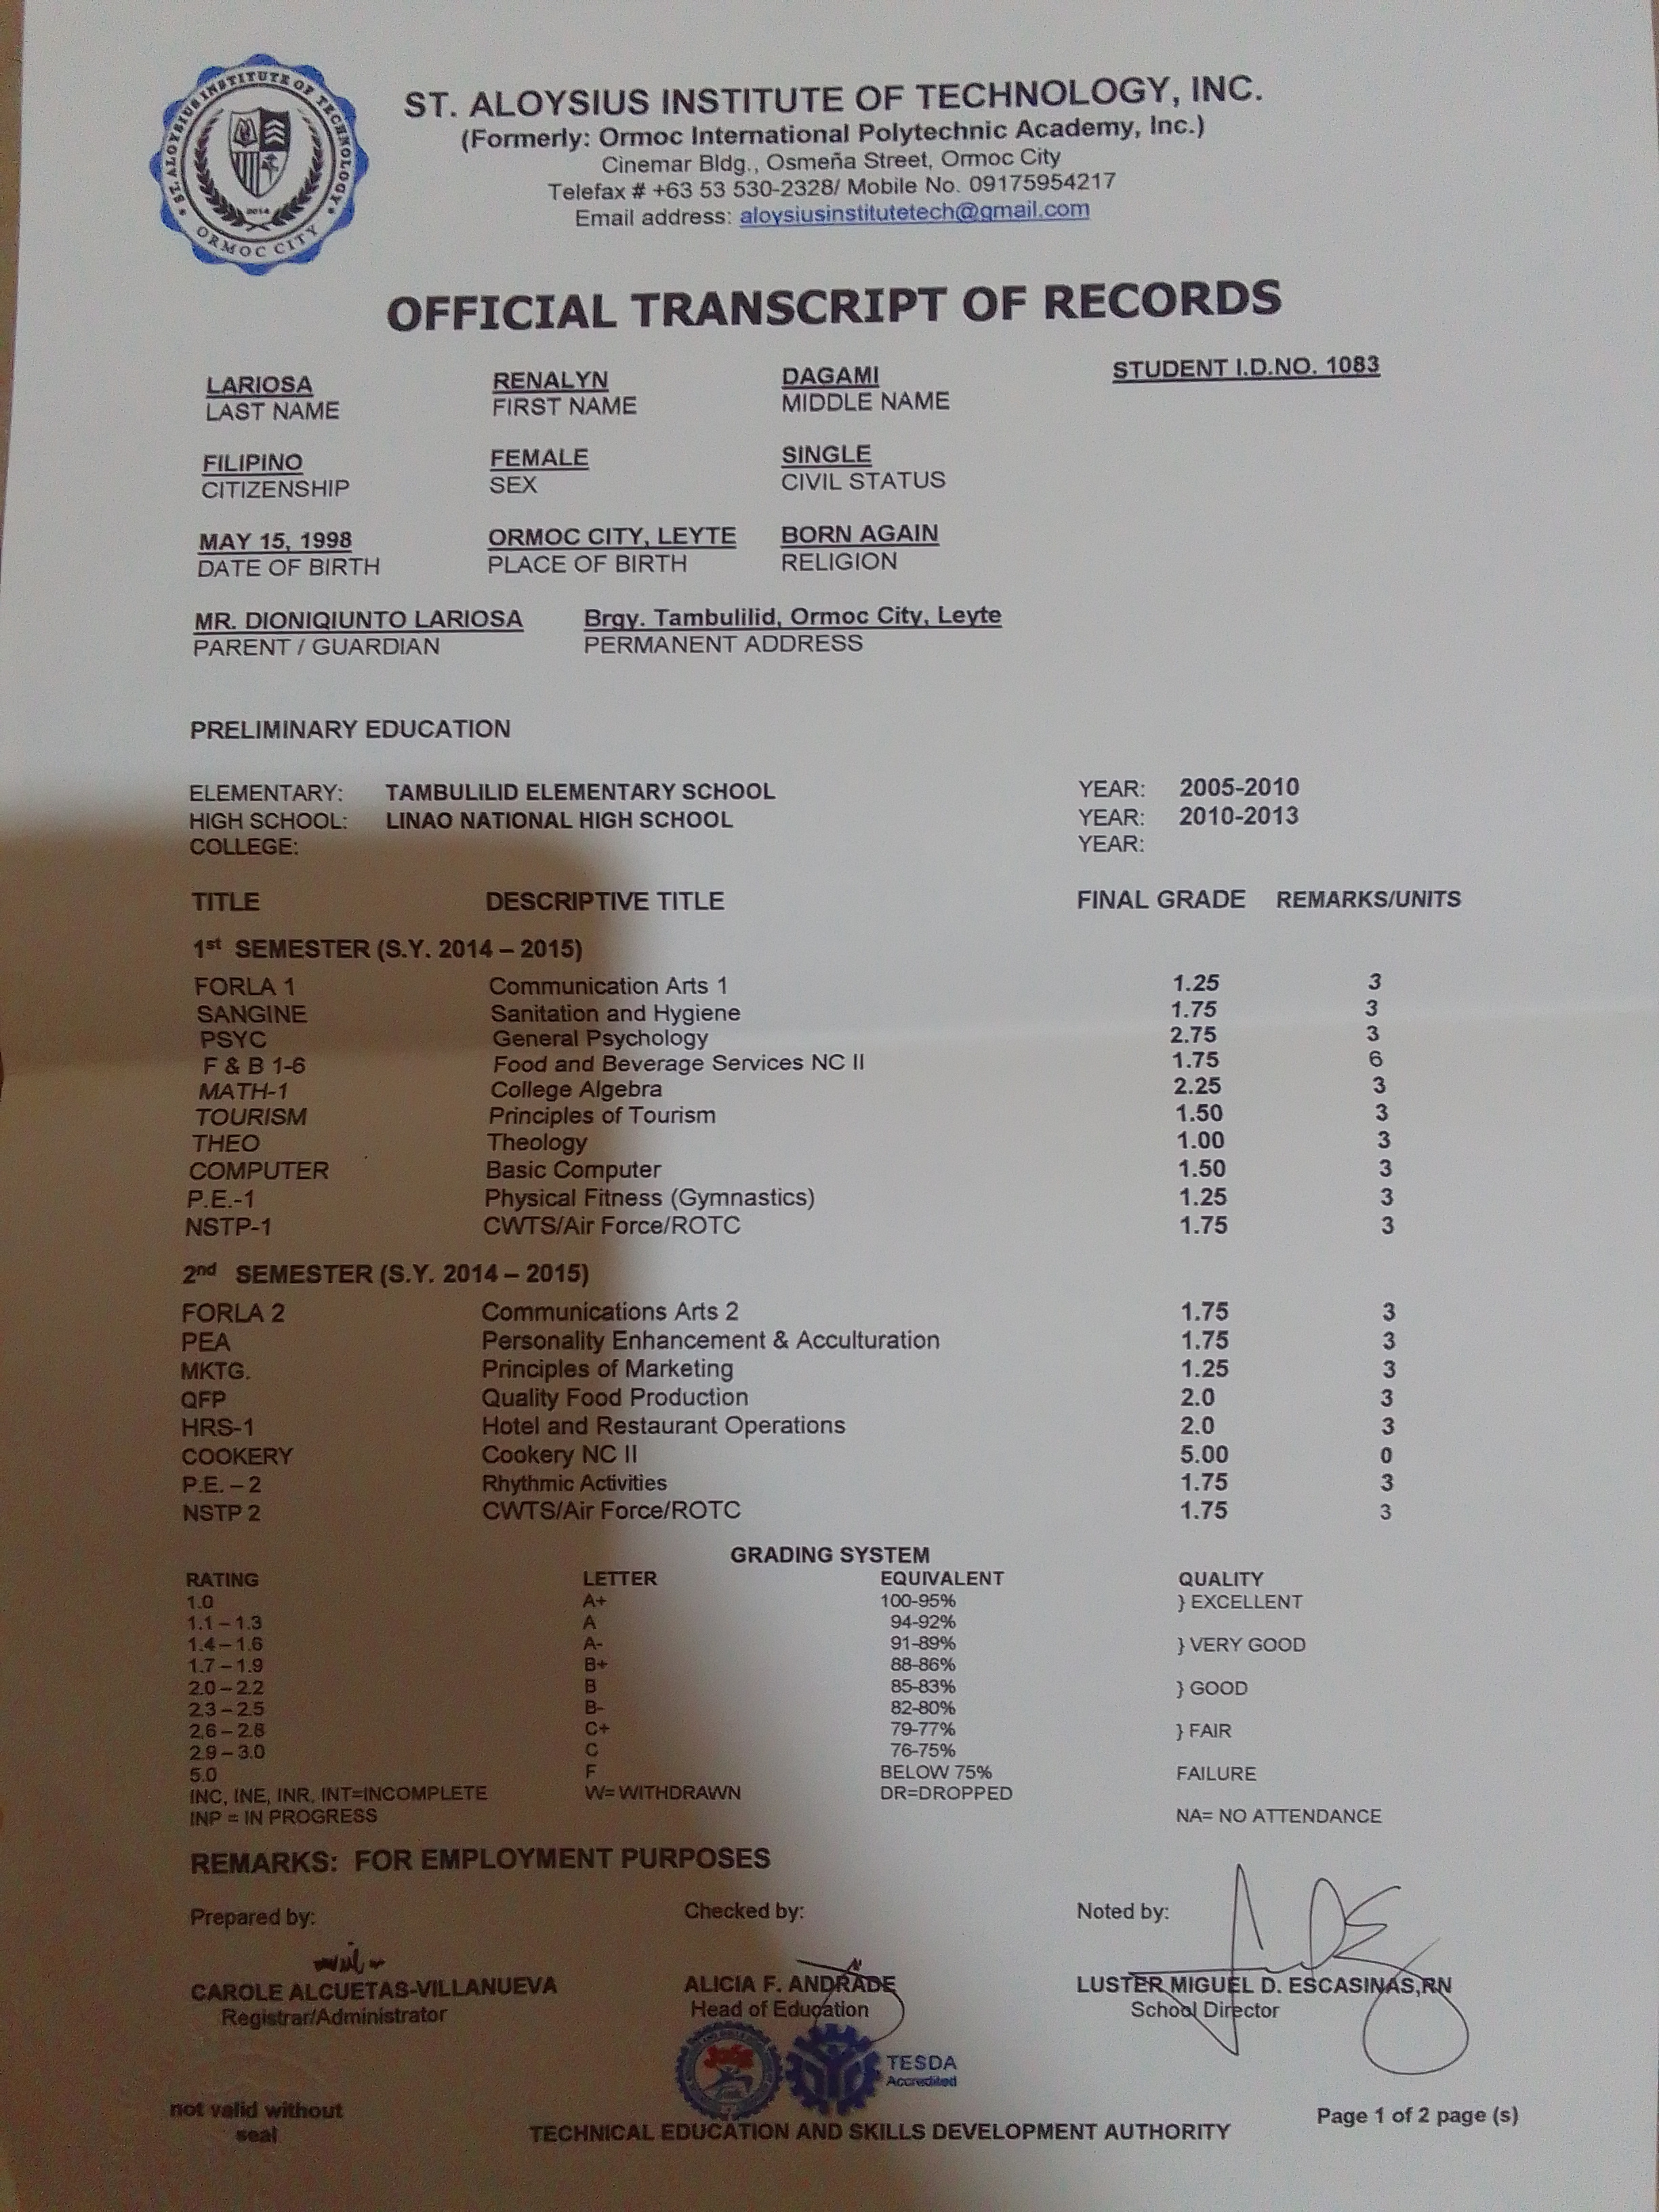 ST. ALOYSIUS INSTITUTE OF TECHNOLOGY
2014
ORMOC CITY
ST. ALOYSIUS INSTITUTE OF TECHNOLOGY, INC.
(Formerly: Ormoc International Polytechnic Academy, Inc.)
Cinemar Bldg., Osmeña Street, Ormoc City
Telefax # +63 53 530-2328/ Mobile No. 09175954217
Email address: aloysiusinstitutetech@gmail.com
OFFICIAL TRANSCRIPT OF RECORDS
LARIOSA RENALYN DAGAMI STUDENT I.D.NO. 1083
LAST NAME FIRST NAME MIDDLE NAME
FILIPINO FEMALE SINGLE
CITIZENSHIP SEX CIVIL STATUS
MAY 15, 1998 ORMOC CITY, LEYTE BORN AGAIN
DATE OF BIRTH PLACE OF BIRTH RELIGION
MR. DIONIQIUNTO LARIOSA Brgy. Tambulilid, Ormoc City, Leyte
PARENT / GUARDIAN PERMANENT ADDRESS
PRELIMINARY EDUCATION
ELEMENTARY: TAMBULILID ELEMENTARY SCHOOL YEAR: 2005-2010
HIGH SCHOOL: LINAO NATIONAL HIGH SCHOOL YEAR: 2010-2013
COLLEGE: YEAR:
TITLE DESCRIPTIVE TITLE FINAL GRADE REMARKS/UNITS
1st SEMESTER (S.Y. 2014 – 2015)
FORLA 1 Communication Arts 1 1.25 3
SANGINE Sanitation and Hygiene 1.75 3
PSYC General Psychology 2.75 3
F & B 1-6 Food and Beverage Services NC II 1.75 6
MATH-1 College Algebra 2.25 3
TOURISM Principles of Tourism 1.50 3
THEO Theology 1.00 3
COMPUTER Basic Computer 1.50 3
P.E.-1 Physical Fitness (Gymnastics) 1.25 3
NSTP-1 CWTS/Air Force/ROTC 1.75 3
2nd SEMESTER (S.Y. 2014 – 2015)
FORLA 2 Communications Arts 2 1.75 3
PEA Personality Enhancement & Acculturation 1.75 3
MKTG. Principles of Marketing 1.25 3
QFP Quality Food Production 2.0 3
HRS-1 Hotel and Restaurant Operations 2.0 3
COOKERY Cookery NC II 5.00 0
P.E. – 2 Rhythmic Activities 1.75 3
NSTP 2 CWTS/Air Force/ROTC 1.75 3
GRADING SYSTEM
RATING LETTER EQUIVALENT QUALITY
1.0 A+ 100-95% } EXCELLENT
1.1 – 1.3 A 94-92%
1.4 – 1.6 A- 91-89% } VERY GOOD
1.7 – 1.9 B+ 88-86%
2.0 – 2.2 B 85-83% } GOOD
2.3 – 2.5 B- 82-80%
2.6 – 2.8 C+ 79-77% } FAIR
2.9 – 3.0 C 76-75%
5.0 F BELOW 75% FAILURE
INC, INE, INR, INT=INCOMPLETE W= WITHDRAWN DR=DROPPED
INP = IN PROGRESS NA= NO ATTENDANCE
REMARKS: FOR EMPLOYMENT PURPOSES
Prepared by: Checked by: Noted by:
CAROLE ALCUETAS-VILLANUEVA ALICIA F. ANDRADE LUSTER MIGUEL D. ESCASINAS,RN
Registrar/Administrator Head of Education School Director
TESDA
Accredited
not valid without
seal
TECHNICAL EDUCATION AND SKILLS DEVELOPMENT AUTHORITY
Page 1 of 2 page (s)